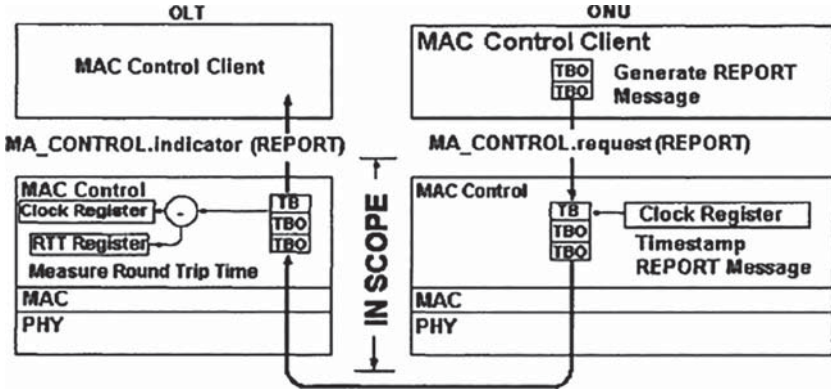 OLT
MAC Control Client
MA_CONTROL.indicator (REPORT)
MAC Control
Clock Register
-
RTT Register
TB
TBO
TBO
Measure Round Trip Time
MAC
PHY
IN SCOPE
ONU
MAC Control Client
TBO
TBO
Generate REPORT
Message
MA_CONTROL.request(REPORT)
MAC Control
TB
TBO
TBO
Clock Register
Timestamp
REPORT Message
MAC
PHY